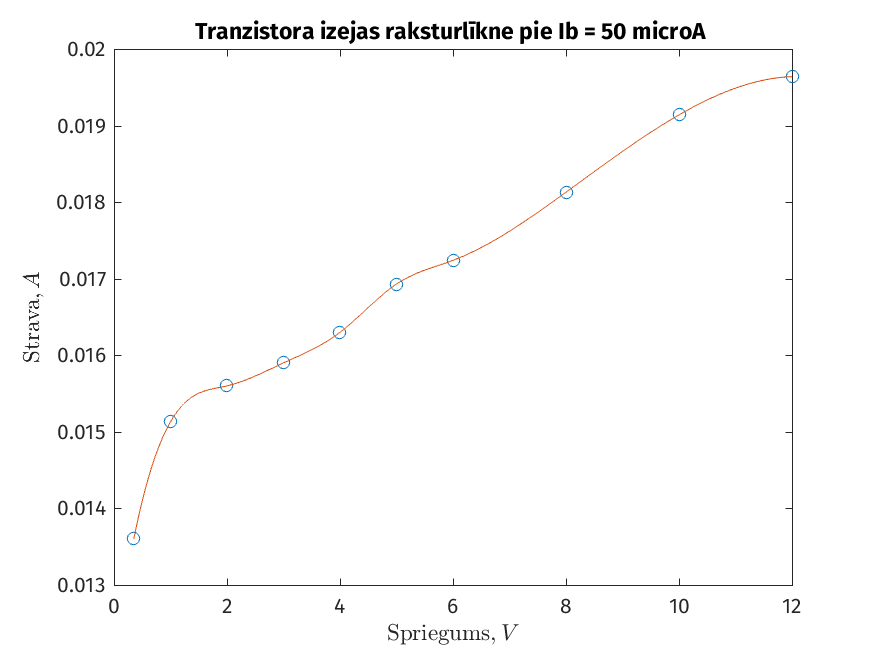 Tranzistora izejas raksturlīkne pie Ib = 50 microA
0.02
0.019
0.018
0.017
0.016
0.015
0.014
0.013
Strava, A
0 2 4 6 8 10 12
Spriegums, V